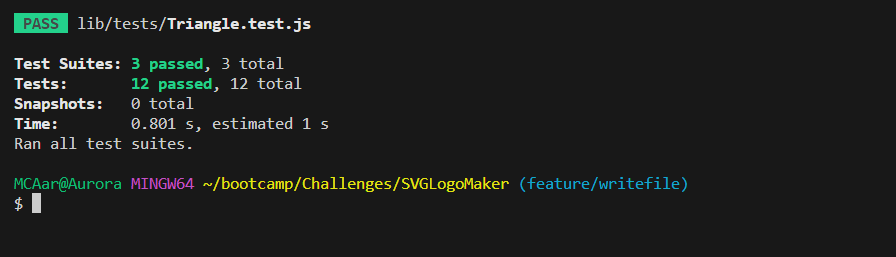 PASS lib/tests/Triangle.test.js
Test Suites: 3 passed, 3 total
Tests: 12 passed, 12 total
Snapshots: 0 total
Time: 0.801 s, estimated 1 s
Ran all test suites.
MCAar@Aurora MINGW64 ~/bootcamp/Challenges/SVGLogoMaker (feature/writefile)
$